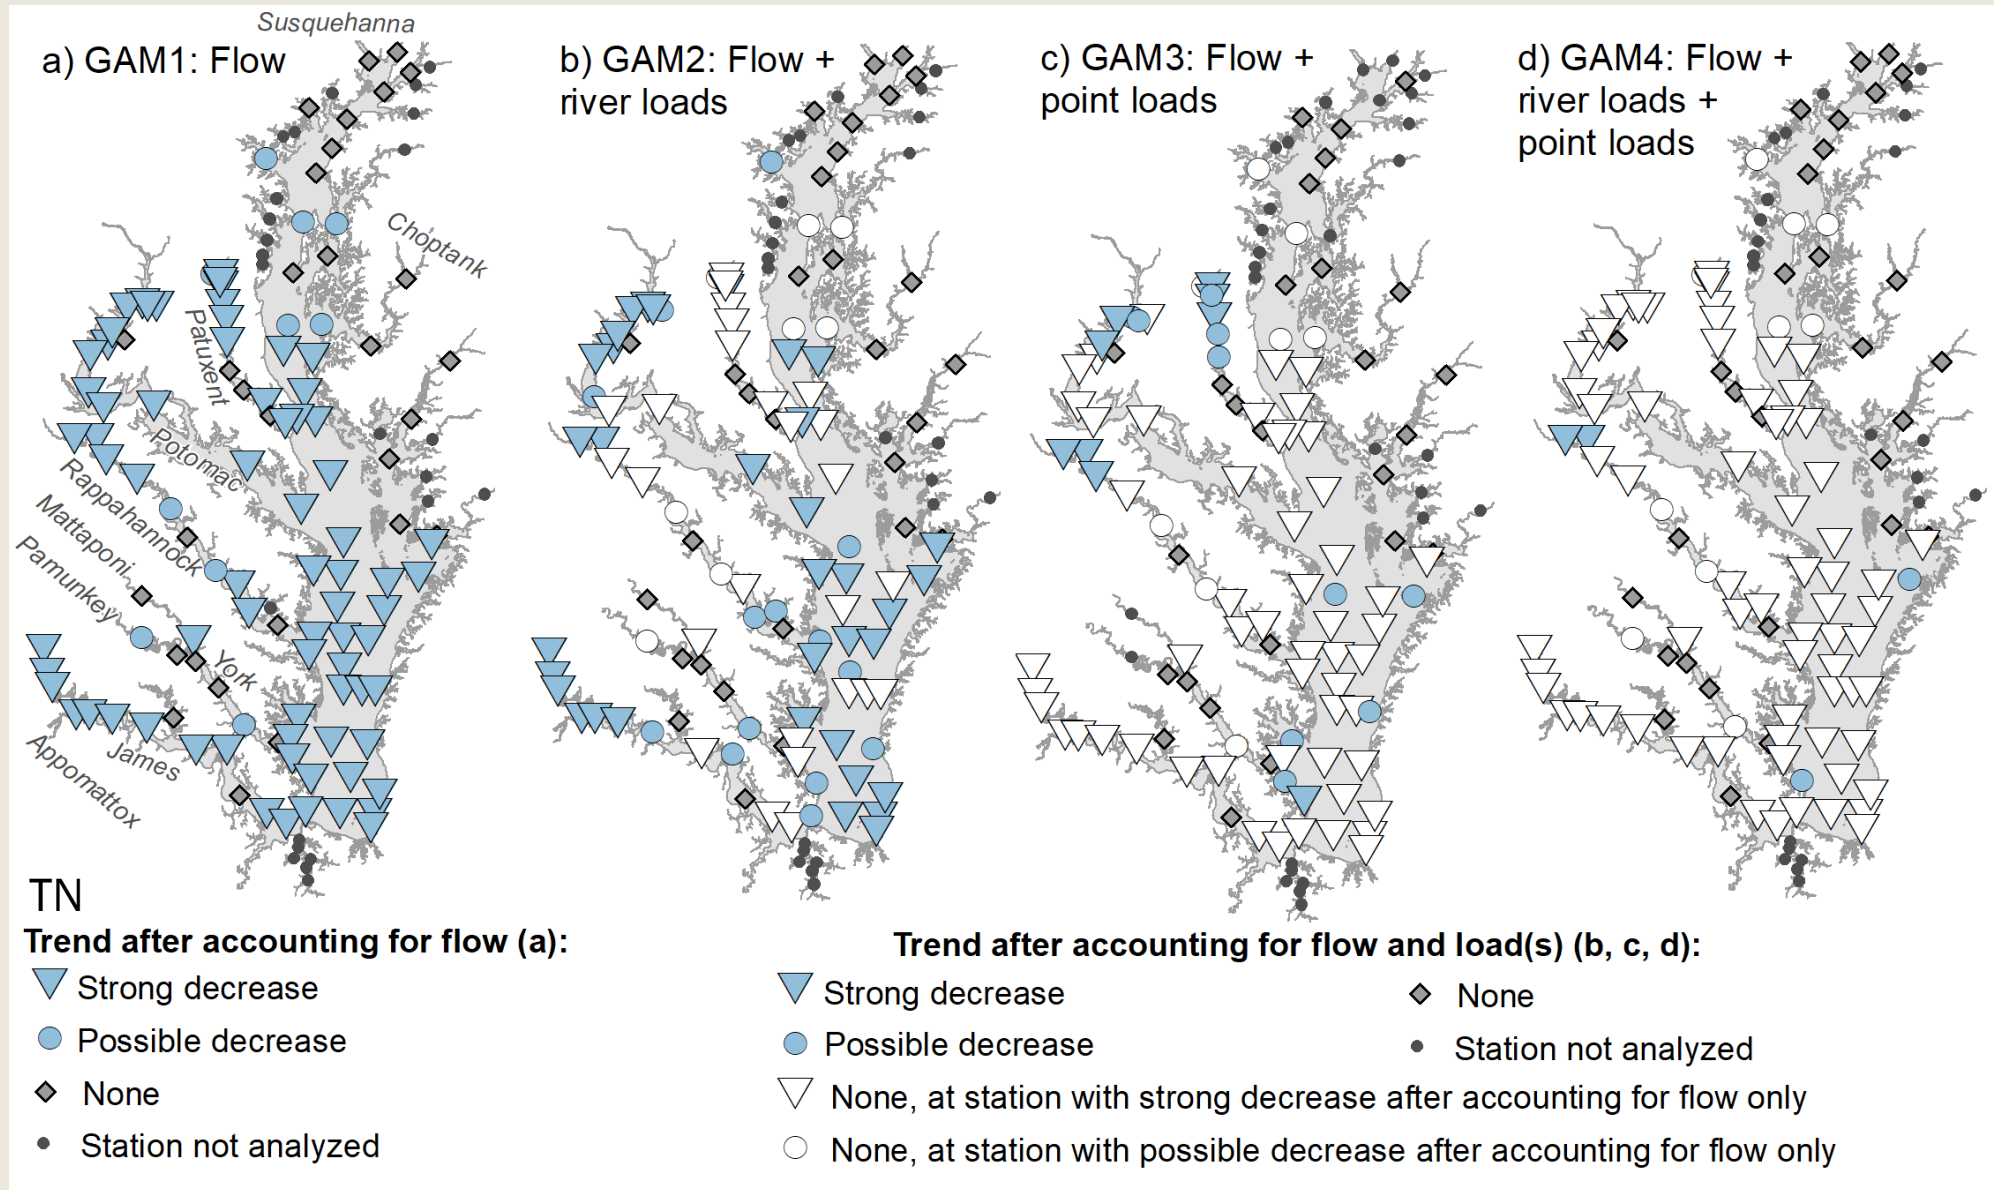 Susquehanna
a) GAM1: Flow
b) GAM2: Flow +
river loads
c) GAM3: Flow +
point loads
d) GAM4: Flow +
river loads +
point loads
Choptank
Patuxent
Potomac
Rappahannock
Mattaponi
Pamunkey
York
James
Appomattox
TN
Trend after accounting for flow (a):
Strong decrease
Possible decrease
None
Station not analyzed
Trend after accounting for flow and load(s) (b, c, d):
Strong decrease
None
Possible decrease
Station not analyzed
None, at station with strong decrease after accounting for flow only
None, at station with possible decrease after accounting for flow only